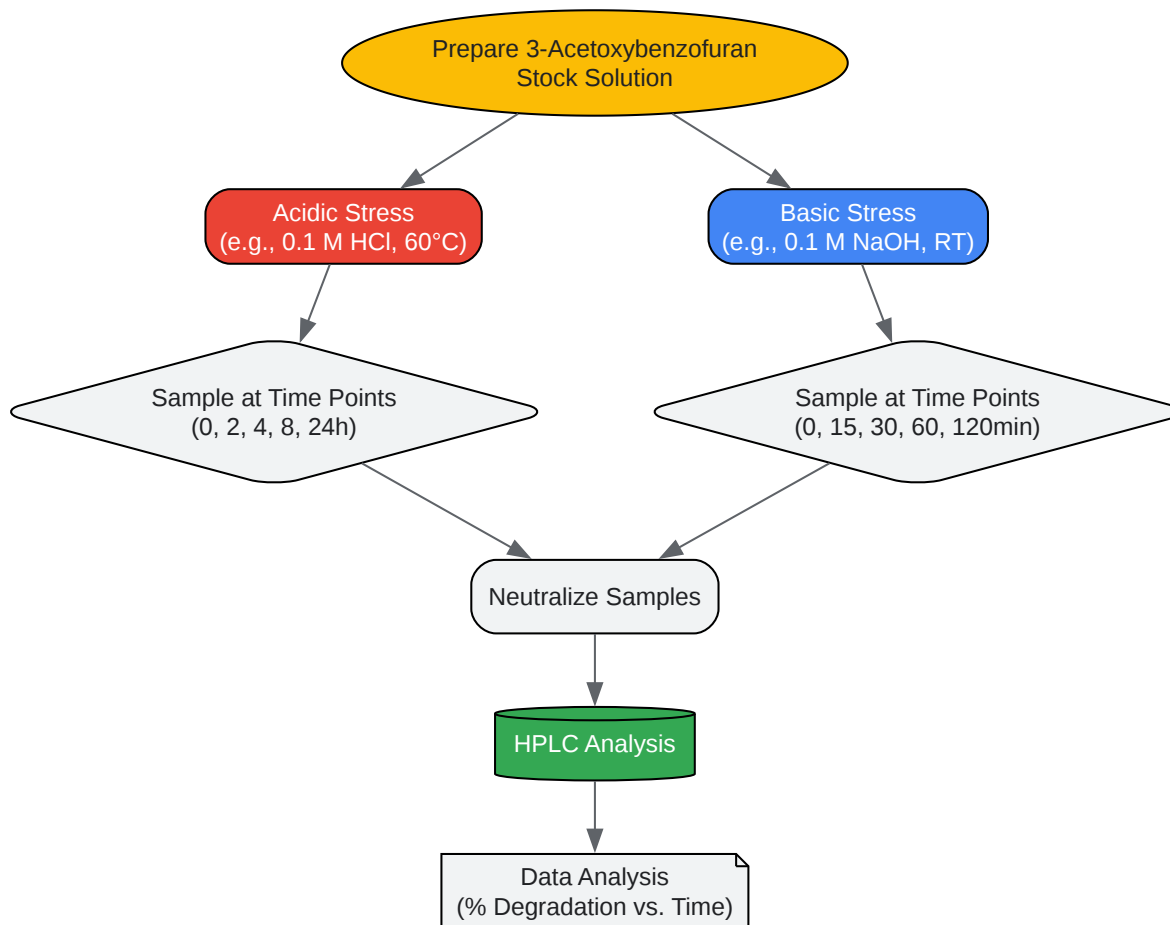 Prepare 3-Acetoxybenzofuran
Stock Solution
Acidic Stress
(e.g., 0.1 M HCl, 60°C)
Basic Stress
(e.g., 0.1 M NaOH, RT)
Sample at Time Points
(0, 2, 4, 8, 24h)
Sample at Time Points
(0, 15, 30, 60, 120min)
Neutralize Samples
HPLC Analysis
Data Analysis
(% Degradation vs. Time)